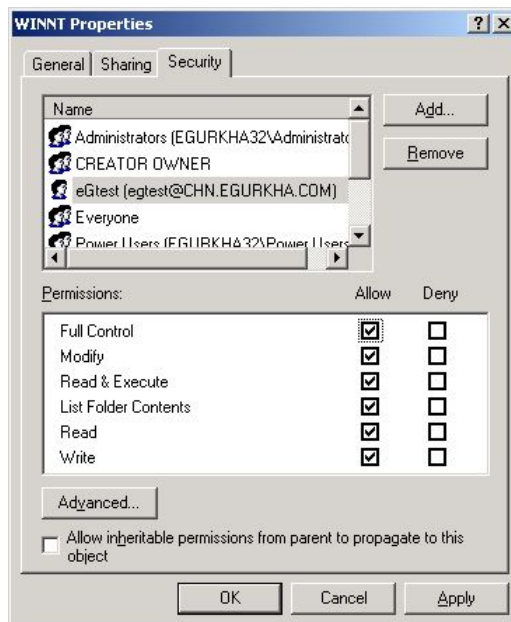 WINNT Properties
General Sharing Security
Name
Administrators (EGURKHA32\Administrato
CREATOR OWNER
eGtest (egtest@CHN.EGURKHA.COM)
Everyone
Power Users (EGURKHA32\Power Users
Add...
Remove
Permissions: Allow Deny
Full Control
Modify
Read & Execute
List Folder Contents
Read
Write
Advanced...
Allow inheritable permissions from parent to propagate to this
object
OK Cancel Apply